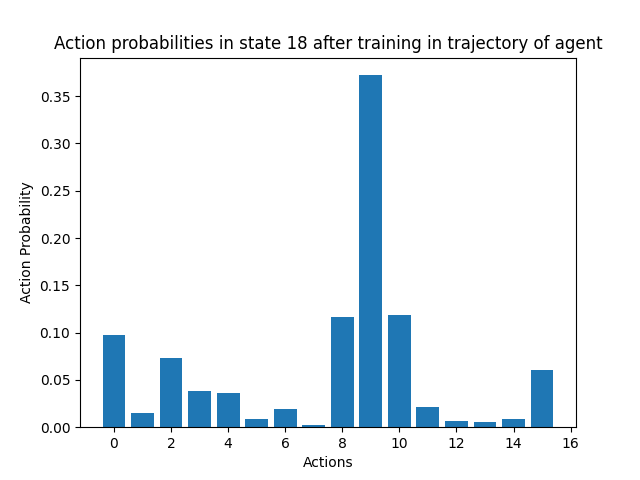 Action probabilities in state 18 after training in trajectory of agent
0.35
0.30
0.25
0.20
0.15
0.10
0.05
0.00
Action Probability
0 2 4 6 8 10 12 14 16
Actions